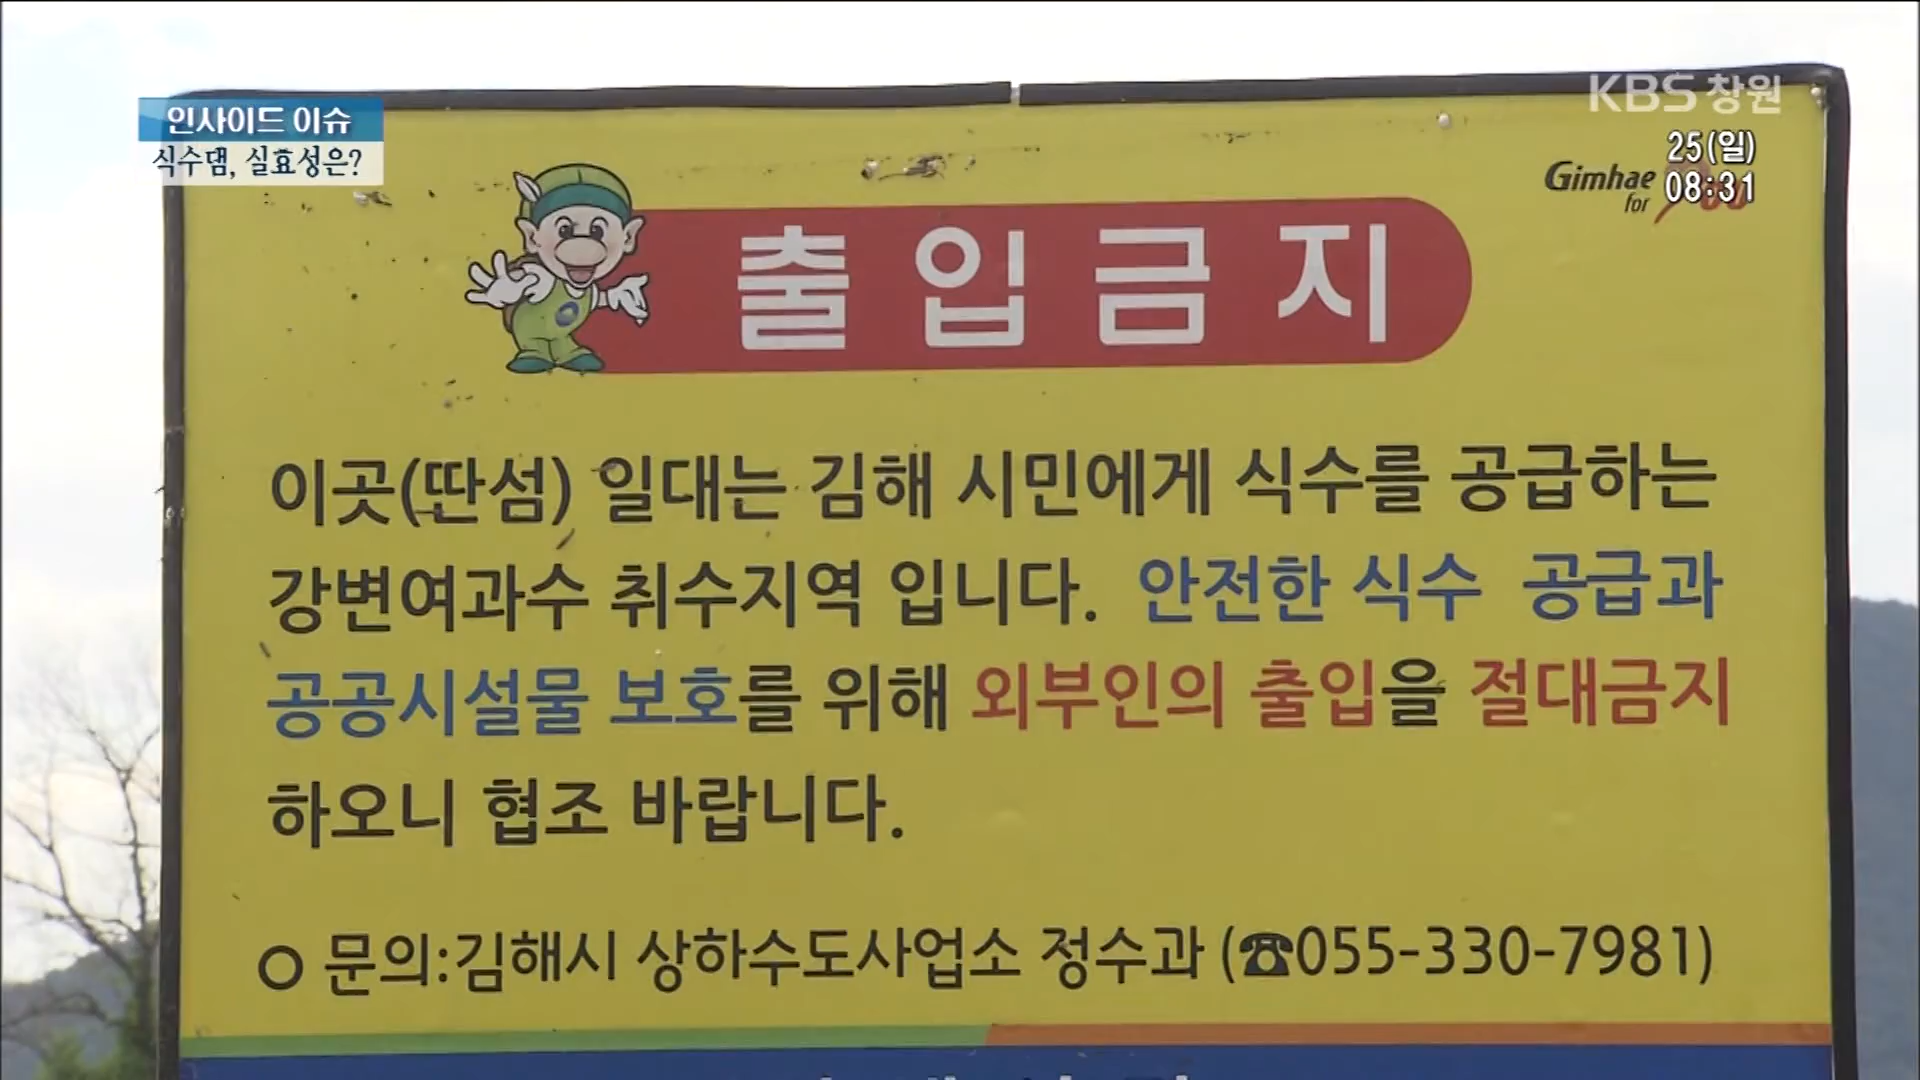 인사이드 이슈
식수댐, 실효성은?
KBS 창원
25(일)
08:31
Gimhae
for
출입금지
이곳(딴섬) 일대는 김해 시민에게 식수를 공급하는
강변여과수 취수지역 입니다. 안전한 식수 공급과
공공시설물 보호를 위해 외부인의 출입을 절대금지
하오니 협조 바랍니다.
○ 문의:김해시 상하수도사업소 정수과 (☎055-330-7981)